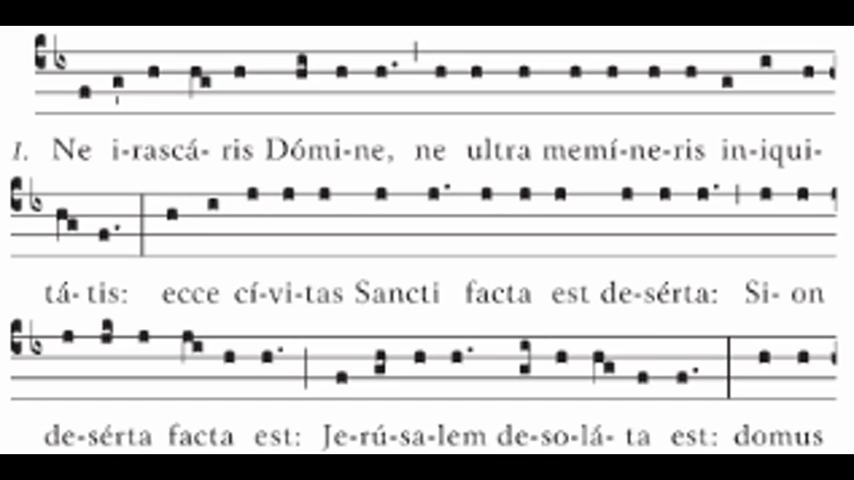 I. Ne i-rascá- ris Dómi-ne, ne ultra memí-ne-ris in-iqui-
tá- tis: ecce cí-vi-tas Sancti facta est de-sérta: Si- on
de-sérta facta est: Je-rú-sa-lem de-so-lá- ta est: domus